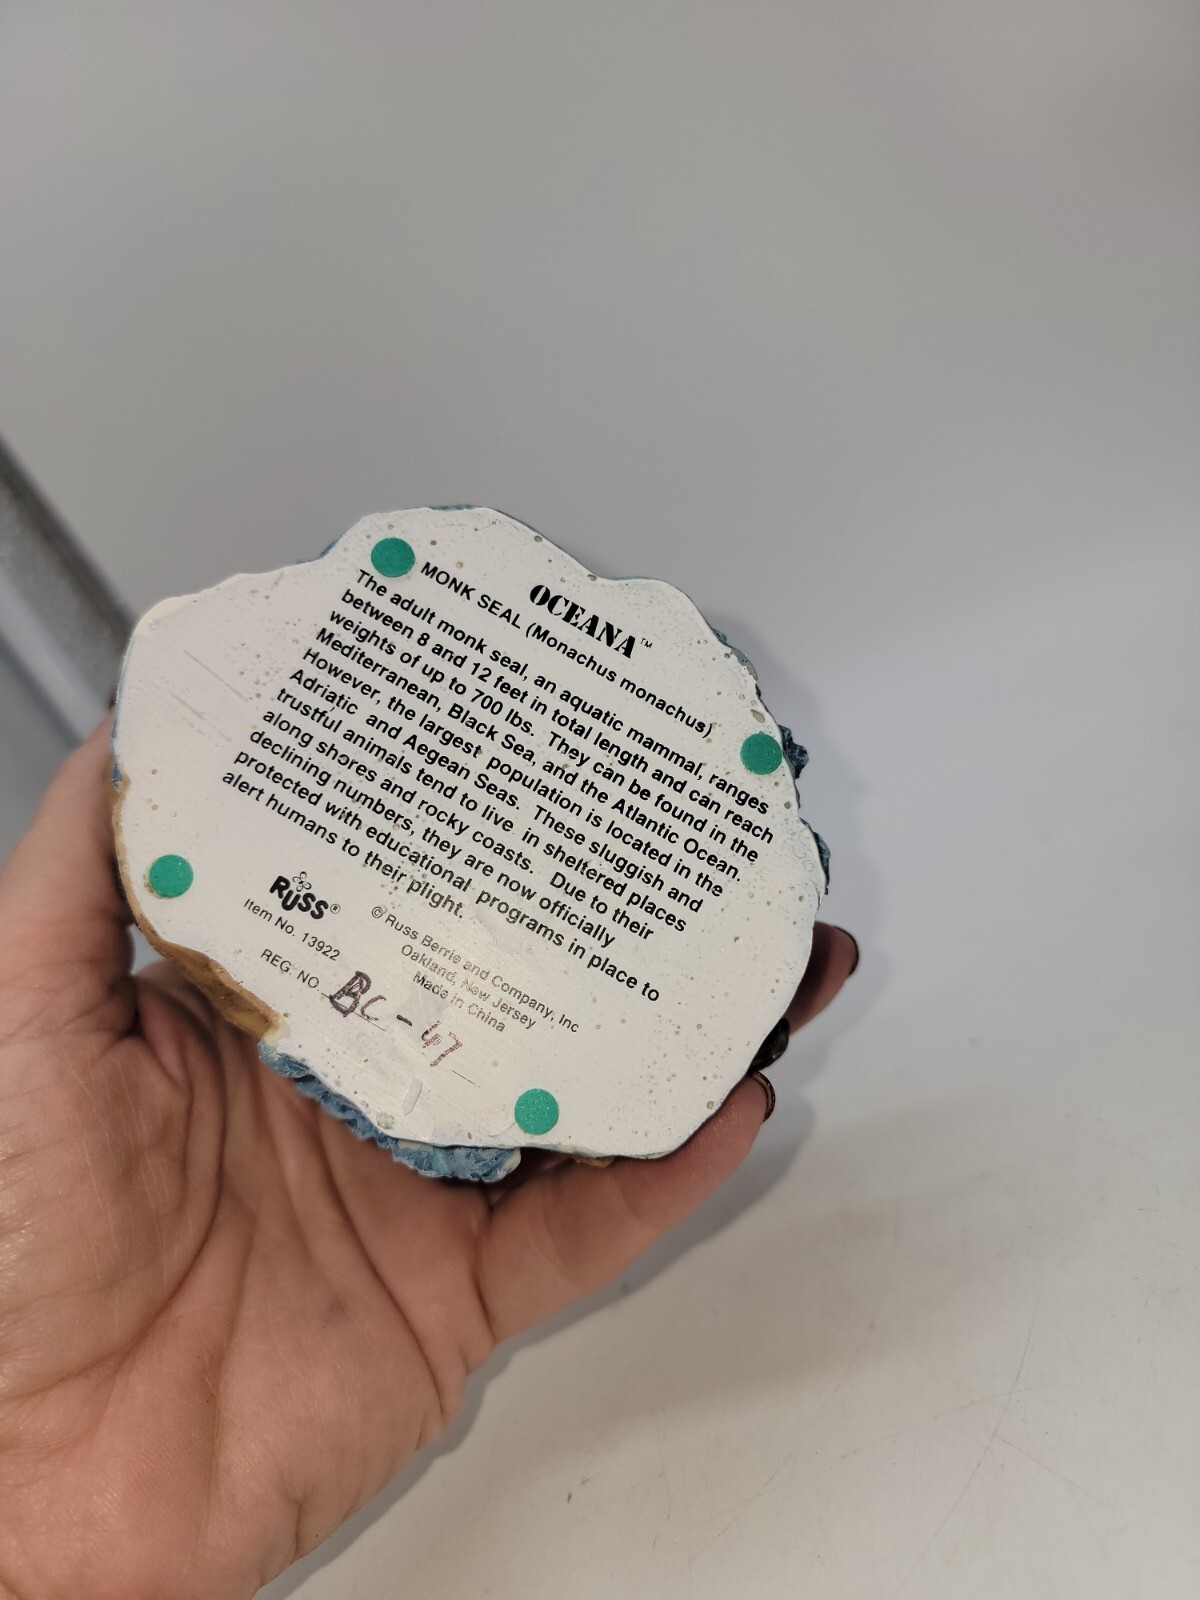 OCEANA™
MONK SEAL (Monachus monachus)
The adult monk seal, an aquatic mammal, ranges
between 8 and 12 feet in total length and can reach
weights of up to 700 lbs. They can be found in the
Mediterranean, Black Sea, and the Atlantic Ocean.
However, the largest population is located in the
Adriatic and Aegean Seas. These sluggish and
trustful animals tend to live in sheltered places
along shores and rocky coasts. Due to their
declining numbers, they are now officially
protected with educational programs in place to
alert humans to their plight.
RUSS®
Item No. 13922
REG. NO. BC-47
© Russ Berrie and Company, Inc
Oakland, New Jersey
Made in China